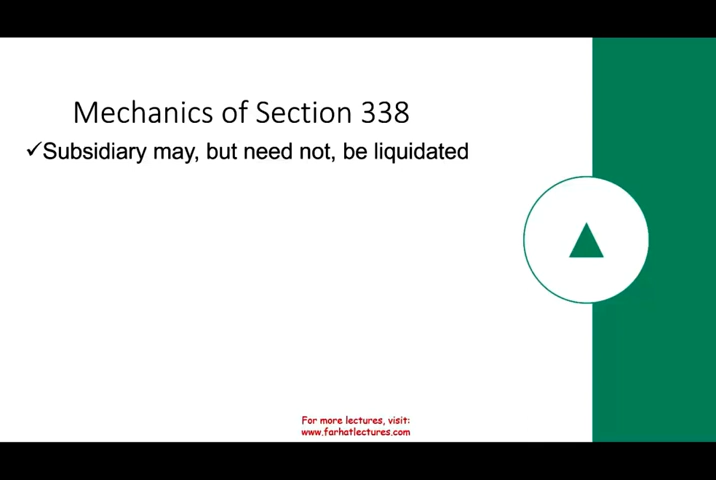 Mechanics of Section 338
✓Subsidiary may, but need not, be liquidated
For more lectures, visit:
www.farhatlectures.com